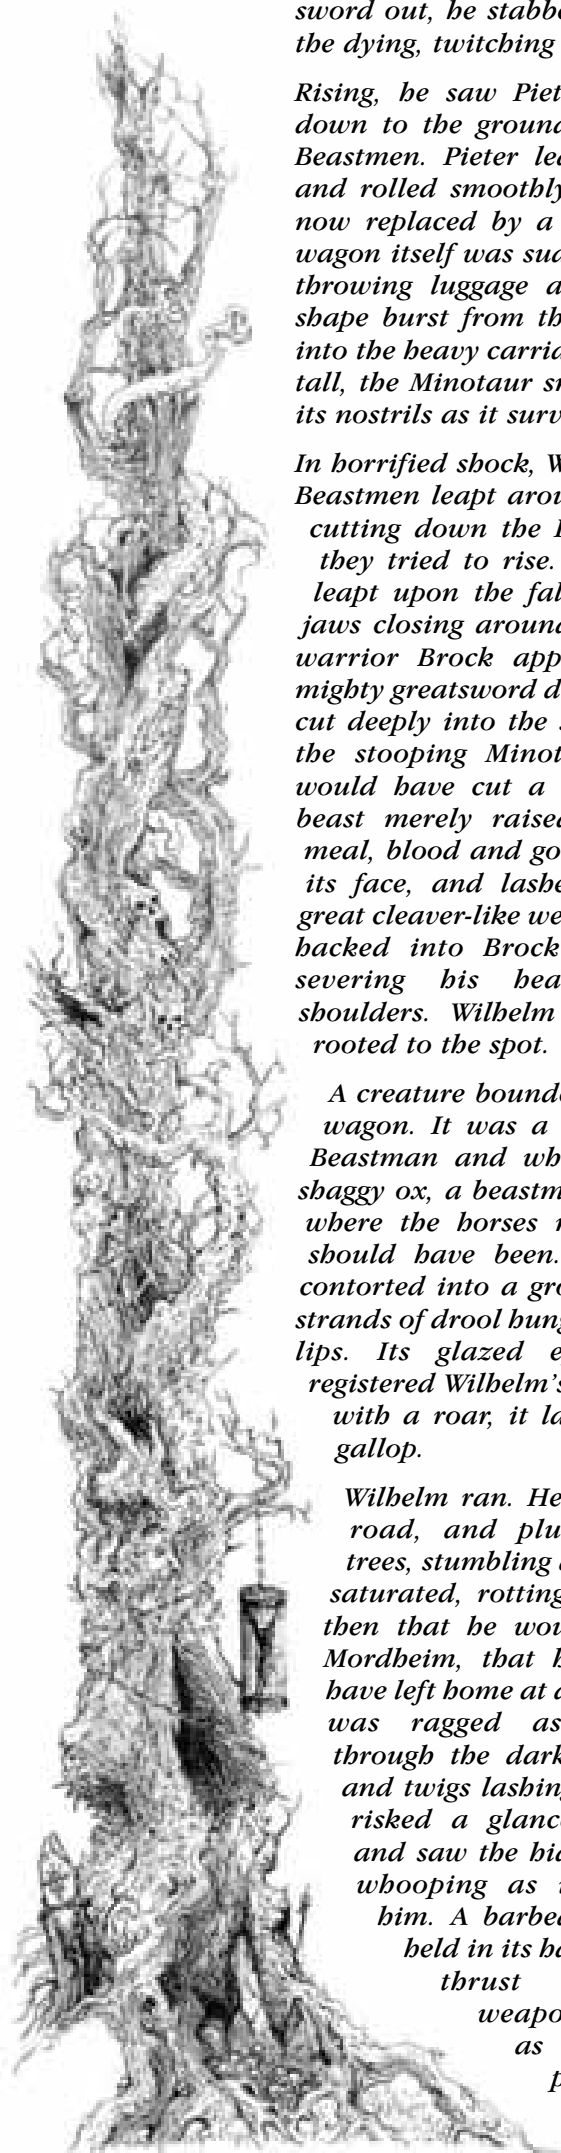 sword out, he stabbe
the dying, twitching
Rising, he saw Piet
down to the ground
Beastmen. Pieter lea
and rolled smoothly
now replaced by a
wagon itself was sud
throwing luggage a
shape burst from th
into the heavy carria
tall, the Minotaur sn
its nostrils as it surv
In horrified shock, W
Beastmen leapt arou
cutting down the
they tried to rise.
leapt upon the fal
jaws closing around
warrior Brock app
mighty greatsword d
cut deeply into the
the stooping Minot
would have cut a
beast merely raised
meal, blood and go
its face, and lashe
great cleaver-like we
hacked into Brock
severing his hea
shoulders. Wilhelm
rooted to the spot.
A creature bounde
wagon. It was a
Beastman and wh
shaggy ox, a beastm
where the horses
should have been.
contorted into a gro
strands of drool hung
lips. Its glazed e
registered Wilhelm's
with a roar, it la
gallop.
Wilhelm ran. He
road, and plu
trees, stumbling
saturated, rotting
then that he wou
Mordheim, that h
have left home at a
was ragged as
through the dark
and twigs lashing
risked a glance
and saw the hid
whooping as
him. A barbed
held in its ha
thrust
weapo
as
p